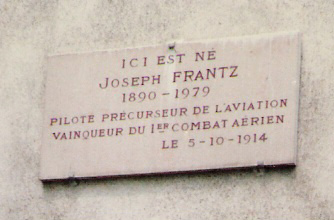 ICI EST NÉ
JOSEPH FRANTZ
1890-1979
PILOTE PRÉCURSEUR DE L'AVIATION
VAINQUEUR DU 1ER COMBAT AÉRIEN
LE 5-10-1914